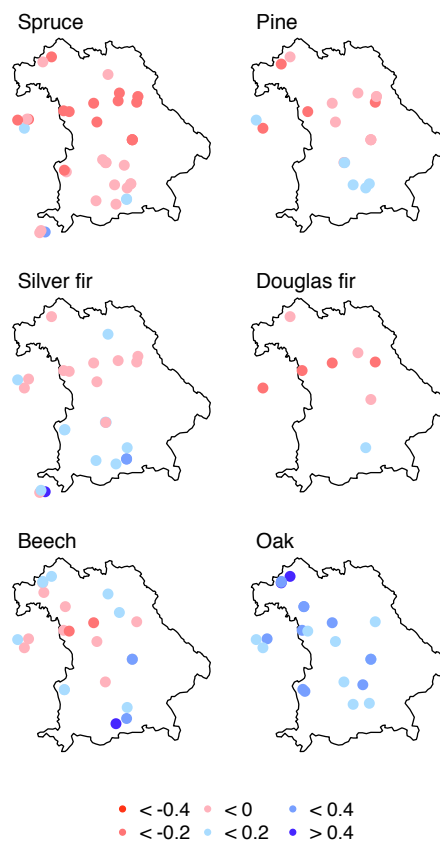 Spruce Pine
Silver fir Douglas fir
Beech Oak
< -0.4 < 0 < 0.4
< -0.2 < 0.2 > 0.4